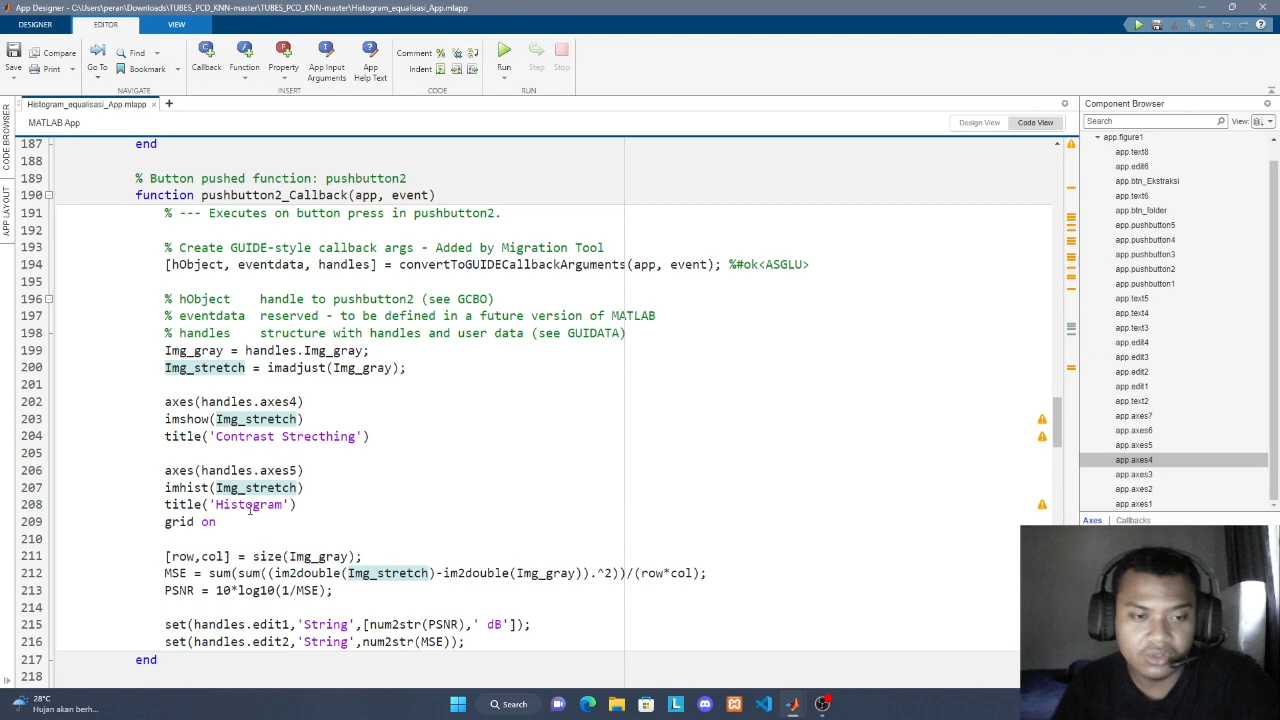 App Designer - C:\Users\peran\Downloads\TUBES_PCD_KNN-master\TUBES_PCD_KNN-master\Histogram_equalisasi_App.mlapp
DESIGNER EDITOR VIEW
Save
Compare
Print
Go To
Find
Bookmark
Callback
Function
Property
App Input Arguments
App Help Text
Comment
Indent
Run
Step
Stop
NAVIGATE INSERT CODE RUN
Histogram_equalisasi_App.mlapp
MATLAB App
Design View Code View
CODE BROWSER
APP LAYOUT
187 end
188
189 % Button pushed function: pushbutton2
190 function pushbutton2_Callback(app, event)
191 % --- Executes on button press in pushbutton2.
192
193 % Create GUIDE-style callback args - Added by Migration Tool
194 [hObject, eventdata, handles] = convertToGUIDECallbackArguments(app, event); %#ok<ASGLU>
195
196 % hObject    handle to pushbutton2 (see GCBO)
197 % eventdata  reserved - to be defined in a future version of MATLAB
198 % handles    structure with handles and user data (see GUIDATA)
199 Img_gray = handles.Img_gray;
200 Img_stretch = imadjust(Img_gray);
201
202 axes(handles.axes4)
203 imshow(Img_stretch)
204 title('Contrast Strecthing')
205
206 axes(handles.axes5)
207 imhist(Img_stretch)
208 title('Histogram')
209 grid on
210
211 [row,col] = size(Img_gray);
212 MSE = sum(sum((im2double(Img_stretch)-im2double(Img_gray)).^2))/(row*col);
213 PSNR = 10*log10(1/MSE);
214
215 set(handles.edit1,'String',[num2str(PSNR),' dB']);
216 set(handles.edit2,'String',num2str(MSE));
217 end
218
Component Browser
Search View:
app.figure1
app.text8
app.edit6
app.btn_Ekstraksi
app.text6
app.btn_folder
app.pushbutton5
app.pushbutton4
app.pushbutton3
app.pushbutton2
app.pushbutton1
app.text5
app.text4
app.text3
app.edit4
app.edit3
app.edit2
app.edit1
app.text2
app.axes7
app.axes6
app.axes5
app.axes4
app.axes3
app.axes2
app.axes1
Axes Callbacks
28°C
Hujan akan berh...
Search